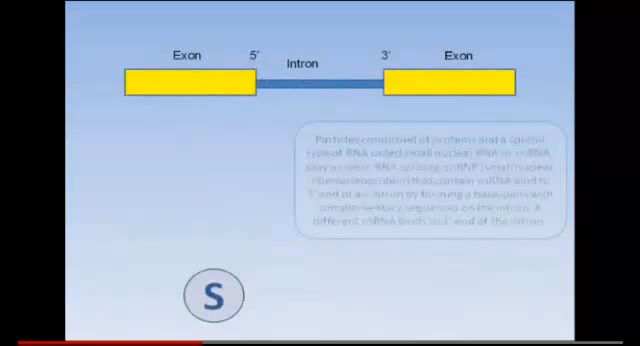 Exon 5' Intron 3' Exon
Particles comprised of proteins and a special
type of RNA called small nuclear RNA or snRNA,
play a role in RNA splicing. snRNP (small nuclear
ribonucleoprotein) that contain snRNA bind to
5' end of an intron by forming a base pair with
complementary sequences on the intron. A
different snRNA binds to 3' end of the intron
S